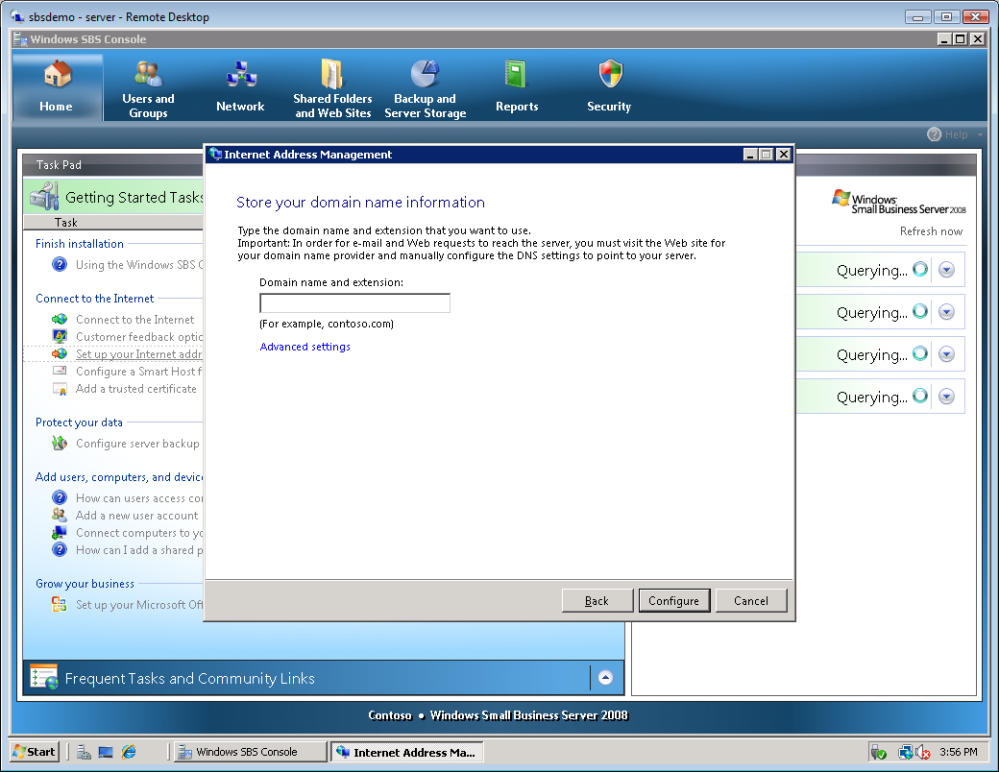 sbsdemo - server - Remote Desktop
Windows SBS Console
Home
Users and
Groups
Network
Shared Folders
and Web Sites
Backup and
Server Storage
Reports
Security
Help
Task Pad
Getting Started Tasks
Task
Finish installation
Using the Windows SBS C
Connect to the Internet
Connect to the Internet
Customer feedback optic
Set up your Internet addr
Configure a Smart Host f
Add a trusted certificate
Protect your data
Configure server backup
Add users, computers, and device
How can users access co
Add a new user account
Connect computers to yo
How can I add a shared p
Grow your business
Set up your Microsoft Off
Internet Address Management
Store your domain name information
Type the domain name and extension that you want to use.
Important: In order for e-mail and Web requests to reach the server, you must visit the Web site for
your domain name provider and manually configure the DNS settings to point to your server.
Domain name and extension:
(For example, contoso.com)
Advanced settings
Back
Configure
Cancel
Windows
Small Business Server 2008
Refresh now
Querying...
Querying...
Querying...
Querying...
Frequent Tasks and Community Links
Contoso • Windows Small Business Server 2008
Start
Windows SBS Console
Internet Address Ma...
3:56 PM